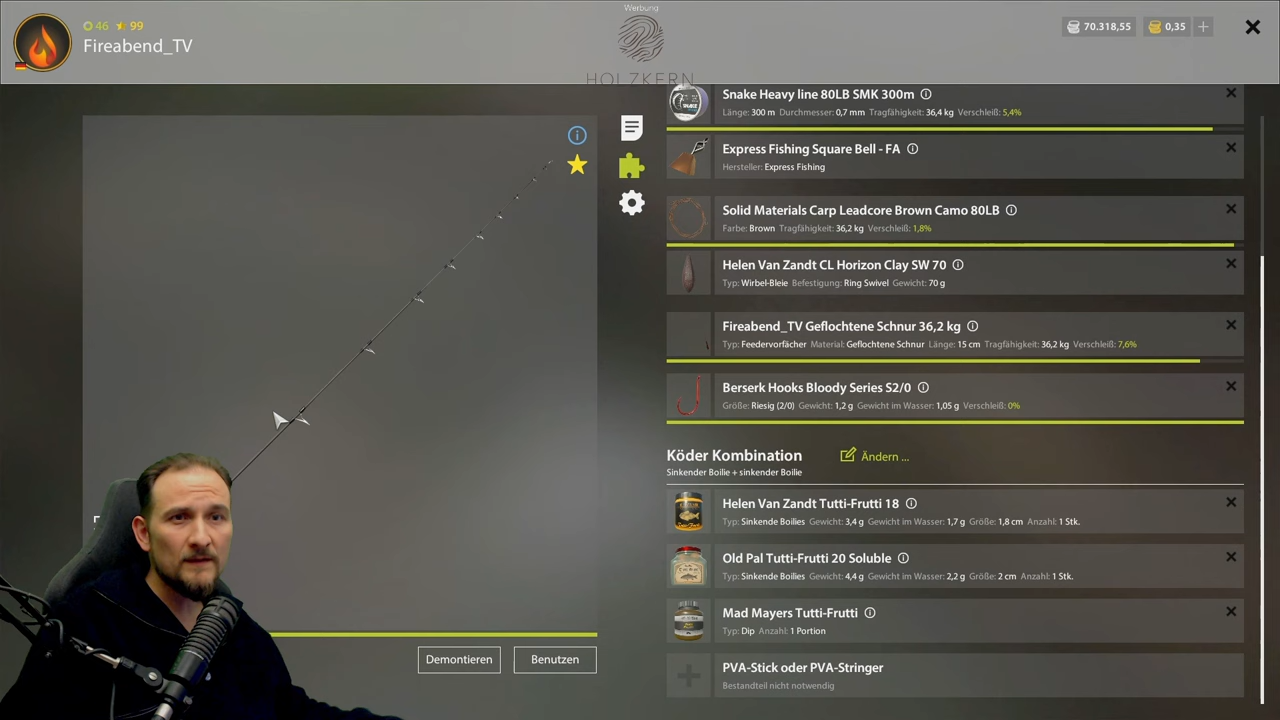 Werbung
HOLZKERN
46 99
Fireabend_TV
70.318,55
0,35
Snake Heavy line 80LB SMK 300m
Länge: 300 m Durchmesser: 0,7 mm Tragfähigkeit: 36,4 kg Verschleiß: 5,4%
Express Fishing Square Bell - FA
Hersteller: Express Fishing
Solid Materials Carp Leadcore Brown Camo 80LB
Farbe: Brown Tragfähigkeit: 36,2 kg Verschleiß: 1,8%
Helen Van Zandt CL Horizon Clay SW 70
Typ: Wirbel-Bleie Befestigung: Ring Swivel Gewicht: 70 g
Fireabend_TV Geflochtene Schnur 36,2 kg
Typ: Feedervorfächer Material: Geflochtene Schnur Länge: 15 cm Tragfähigkeit: 36,2 kg Verschleiß: 7,6%
Berserk Hooks Bloody Series S2/0
Größe: Riesig (2/0) Gewicht: 1,2 g Gewicht im Wasser: 1,05 g Verschleiß: 0%
Köder Kombination
Ändern ...
Sinkender Boilie + sinkender Boilie
Helen Van Zandt Tutti-Frutti 18
Typ: Sinkende Boilies Gewicht: 3,4 g Gewicht im Wasser: 1,7 g Größe: 1,8 cm Anzahl: 1 Stk.
Old Pal Tutti-Frutti 20 Soluble
Typ: Sinkende Boilies Gewicht: 4,4 g Gewicht im Wasser: 2,2 g Größe: 2 cm Anzahl: 1 Stk.
Mad Mayers Tutti-Frutti
Typ: Dip Anzahl: 1 Portion
PVA-Stick oder PVA-Stringer
Bestandteil nicht notwendig
Demontieren
Benutzen